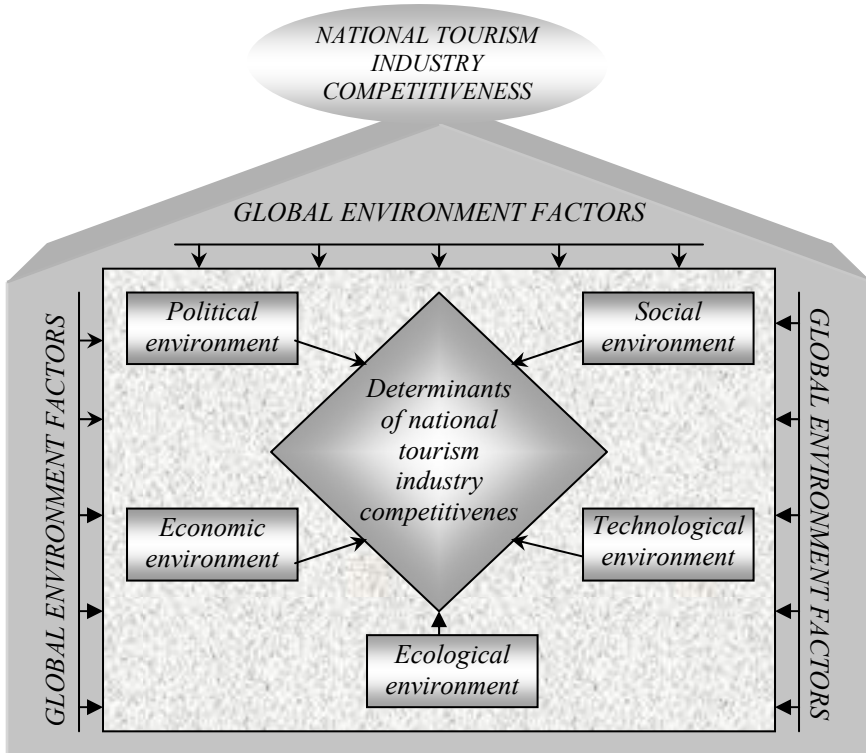 NATIONAL TOURISM
INDUSTRY
COMPETITIVENESS
GLOBAL ENVIRONMENT FACTORS
GLOBAL ENVIRONMENT FACTORS
Political
environment
Social
environment
Determinants
of national
tourism
industry
competitivenes
Economic
environment
Technological
environment
Ecological
environment
GLOBAL ENVIRONMENT FACTORS